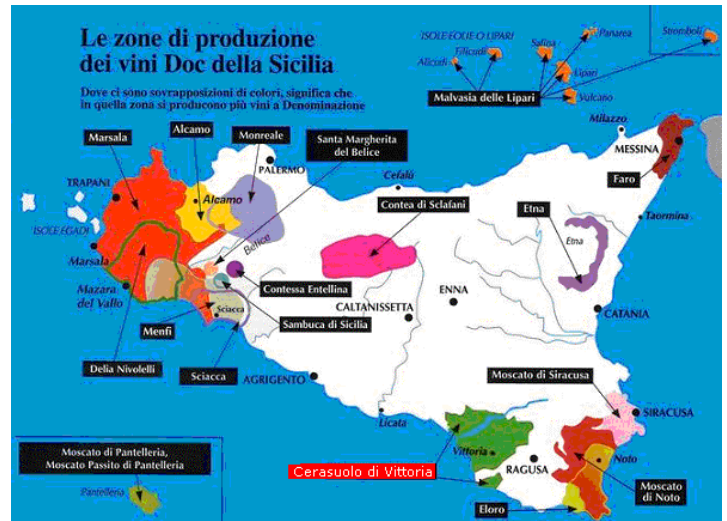 Le zone di produzione
dei vini Doc della Sicilia
Dove ci sono sovrapposizioni di colori, significa che
in quella zona si producono più vini a Denominazione
ISOLE EOLIE O LIPARI
Alicudi
Filicudi
Salina
Panarea
Stromboli
Lipari
Vulcano
Malvasia delle Lipari
Marsala
Alcamo
Monreale
Santa Margherita
del Belice
PALERMO
Cefalù
Milazzo
MESSINA
Faro
TRAPANI
Alcamo
Contea di Sclafani
Etna
Taormina
ISOLE EGADI
Belice
Etna
Marsala
Contessa Entellina
Mazara
del Vallo
Sciacca
CALTANISSETTA
ENNA
CATANIA
Menfi
Sambuca di Sicilia
Delia Nivolelli
Sciacca
AGRIGENTO
Moscato di Siracusa
Licata
SIRACUSA
Moscato di Pantelleria,
Moscato Passito di Pantelleria
Vittoria
Cerasuolo di Vittoria
RAGUSA
Noto
Moscato
di Noto
Pantelleria
Eloro